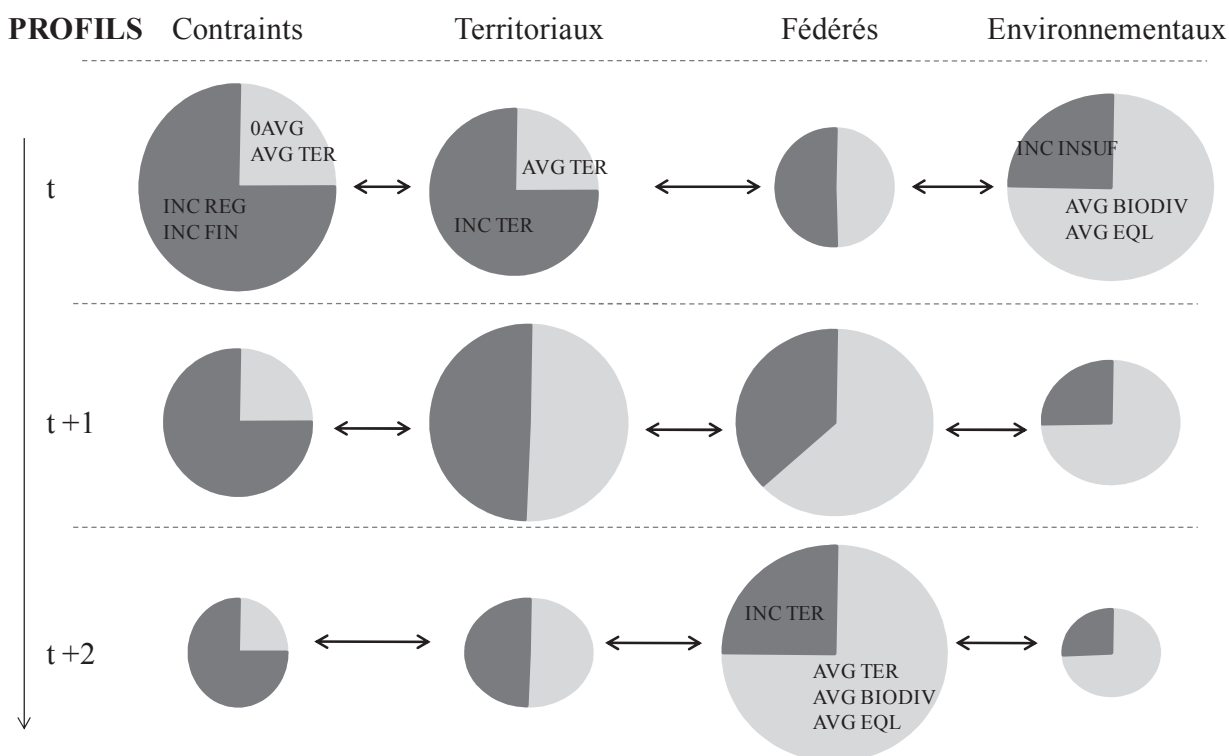 PROFILS Contraints Territoriaux Fédérés Environnementaux
t
0AVG
AVG TER
INC REG
INC FIN
AVG TER
INC TER
INC INSUF
AVG BIODIV
AVG EQL
t +1
t +2
INC TER
AVG TER
AVG BIODIV
AVG EQL